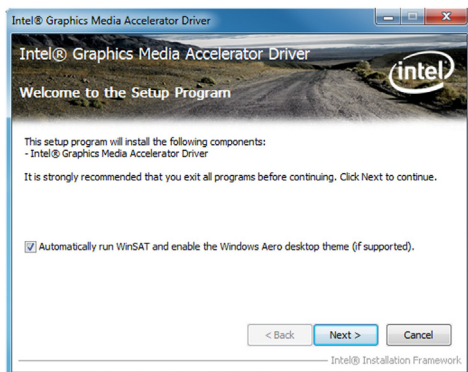 Intel® Graphics Media Accelerator Driver
Intel® Graphics Media Accelerator Driver
intel
Welcome to the Setup Program
This setup program will install the following components:
- Intel® Graphics Media Accelerator Driver
It is strongly recommended that you exit all programs before continuing. Click Next to continue.
Automatically run WinSAT and enable the Windows Aero desktop theme (if supported).
< Back Next > Cancel
Intel® Installation Framework